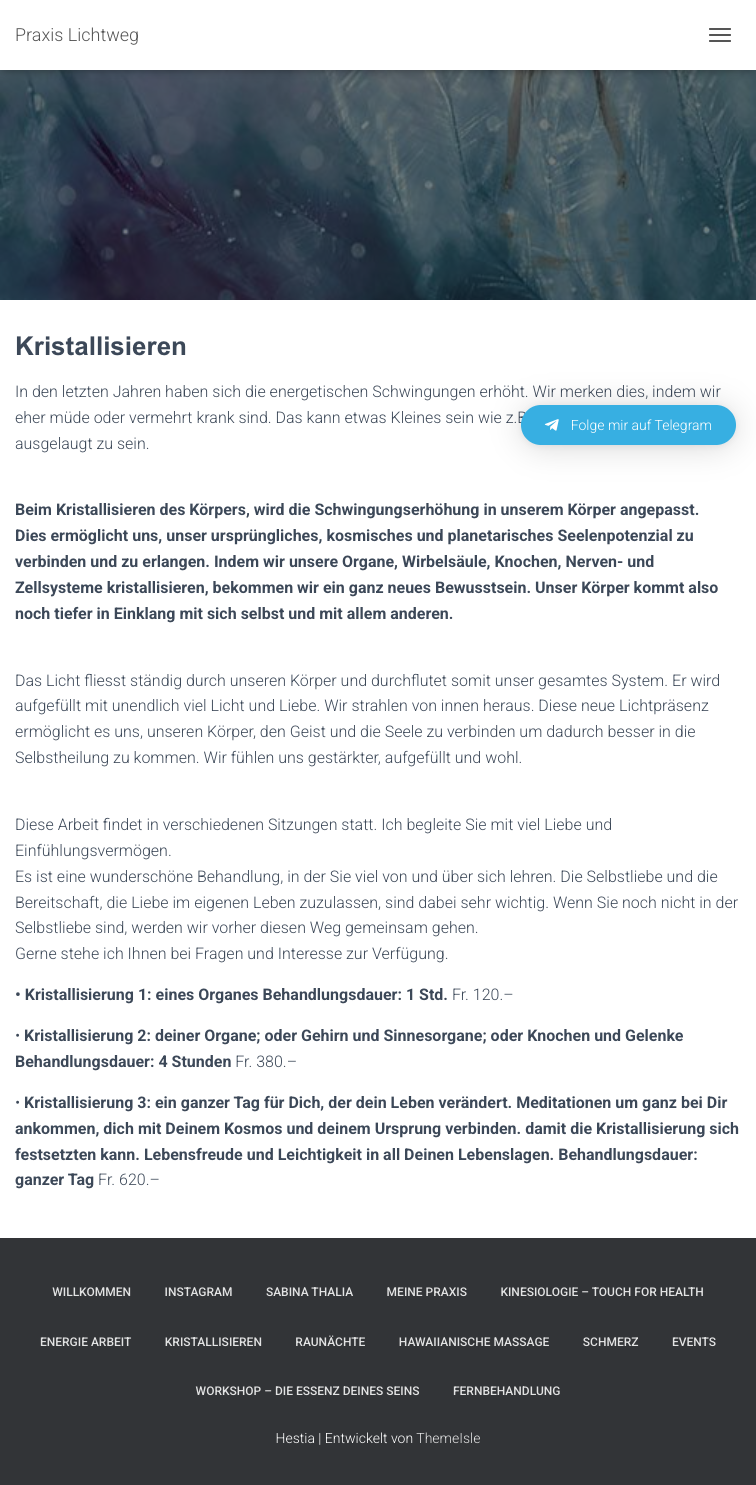 Praxis Lichtweg
Kristallisieren
In den letzten Jahren haben sich die energetischen Schwingungen erhöht. Wir merken dies, indem wir
eher müde oder vermehrt krank sind. Das kann etwas Kleines sein wie z.B
Folge mir auf Telegram
ausgelaugt zu sein.
Beim Kristallisieren des Körpers, wird die Schwingungserhöhung in unserem Körper angepasst.
Dies ermöglicht uns, unser ursprüngliches, kosmisches und planetarisches Seelenpotenzial zu
verbinden und zu erlangen. Indem wir unsere Organe, Wirbelsäule, Knochen, Nerven- und
Zellsysteme kristallisieren, bekommen wir ein ganz neues Bewusstsein. Unser Körper kommt also
noch tiefer in Einklang mit sich selbst und mit allem anderen.
Das Licht fliesst ständig durch unseren Körper und durchflutet somit unser gesamtes System. Er wird
aufgefüllt mit unendlich viel Licht und Liebe. Wir strahlen von innen heraus. Diese neue Lichtpräsenz
ermöglicht es uns, unseren Körper, den Geist und die Seele zu verbinden um dadurch besser in die
Selbstheilung zu kommen. Wir fühlen uns gestärkter, aufgefüllt und wohl.
Diese Arbeit findet in verschiedenen Sitzungen statt. Ich begleite Sie mit viel Liebe und
Einfühlungsvermögen.
Es ist eine wunderschöne Behandlung, in der Sie viel von und über sich lehren. Die Selbstliebe und die
Bereitschaft, die Liebe im eigenen Leben zuzulassen, sind dabei sehr wichtig. Wenn Sie noch nicht in der
Selbstliebe sind, werden wir vorher diesen Weg gemeinsam gehen.
Gerne stehe ich Ihnen bei Fragen und Interesse zur Verfügung.
• Kristallisierung 1: eines Organes Behandlungsdauer: 1 Std. Fr. 120.–
· Kristallisierung 2: deiner Organe; oder Gehirn und Sinnesorgane; oder Knochen und Gelenke
Behandlungsdauer: 4 Stunden Fr. 380.–
· Kristallisierung 3: ein ganzer Tag für Dich, der dein Leben verändert. Meditationen um ganz bei Dir
ankommen, dich mit Deinem Kosmos und deinem Ursprung verbinden. damit die Kristallisierung sich
festsetzten kann. Lebensfreude und Leichtigkeit in all Deinen Lebenslagen. Behandlungsdauer:
ganzer Tag Fr. 620.–
WILLKOMMEN INSTAGRAM SABINA THALIA MEINE PRAXIS KINESIOLOGIE – TOUCH FOR HEALTH
ENERGIE ARBEIT KRISTALLISIEREN RAUNÄCHTE HAWAIIANISCHE MASSAGE SCHMERZ EVENTS
WORKSHOP – DIE ESSENZ DEINES SEINS FERNBEHANDLUNG
Hestia | Entwickelt von ThemeIsle